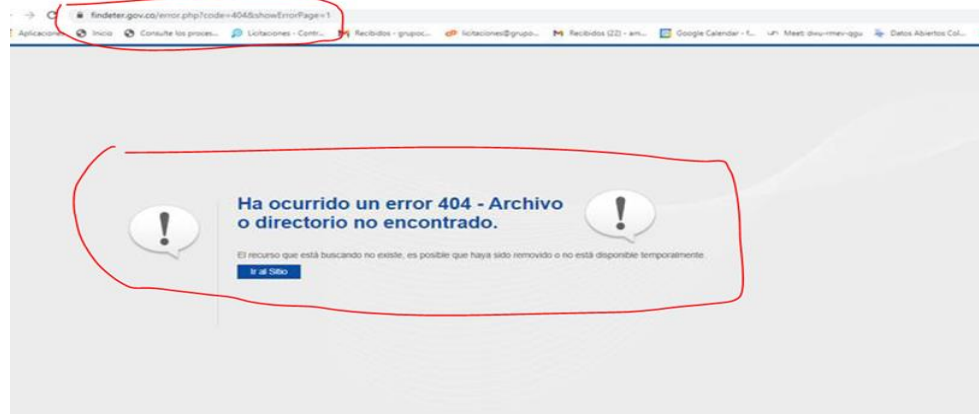 findeter.gov.co/error.php?code=404&showErrorPage=1
Aplicaciones Inicio Consulte los proces... Licitaciones - Contr... Recibidos - grupoc... licitaciones@grupo... Recibidos (22) - am... Google Calendar - f... Meet: Datos Abiertos Col...
Ha ocurrido un error 404 - Archivo
o directorio no encontrado.
El recurso que está buscando no existe, es posible que haya sido removido o no está disponible temporalmente.
Ir al Sitio